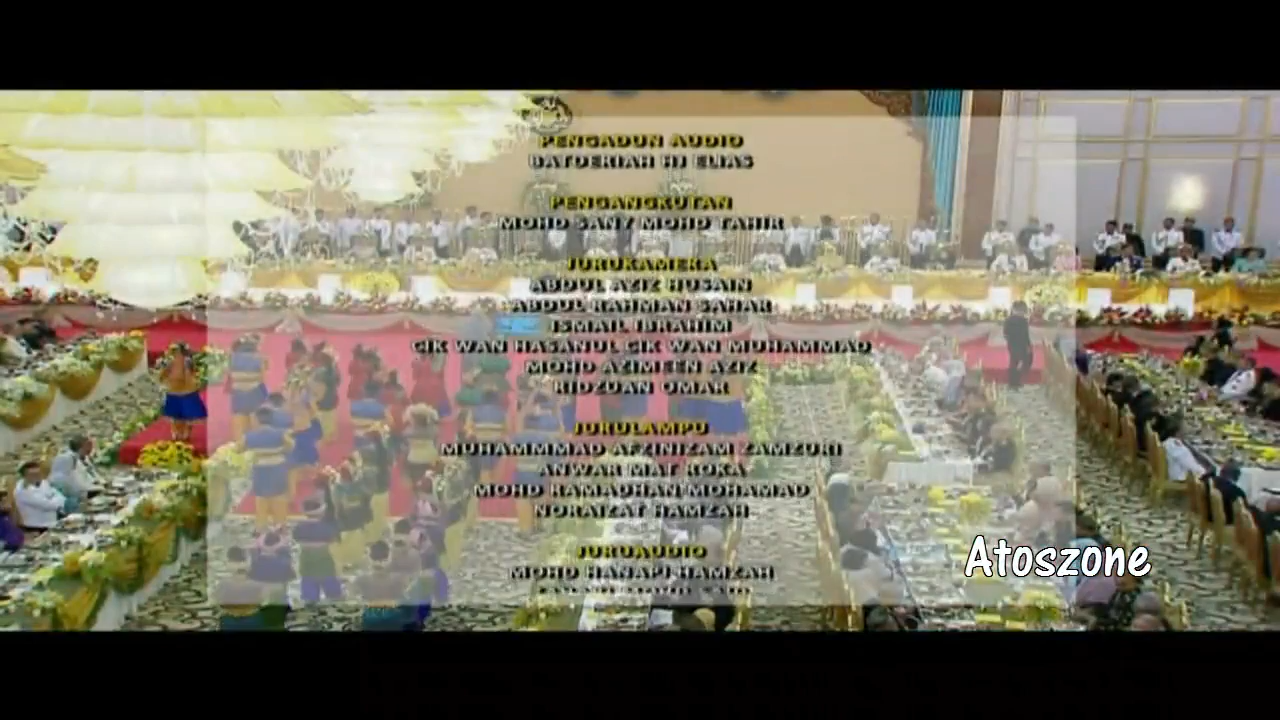 PENGADUN AUDIO
BATOERIAH HJ ELIAS
PENGANGKUTAN
MOHD SANY MOHD TAHIR
JURUKAMERA
ABDUL AZIZ HUSAIN
ABDUL RAHMAN SAHAR
ISMAIL IBRAHIM
CIK WAN HASANUL CIK WAN MUHAMMAD
MOHD AZIMEEN AZIZ
RIDZUAN OMAR
JURULAMPU
MUHAMMMAD AFZINIZAM ZAMZURI
ANWAR MAT ROKA
MOHD RAMADHAN MOHAMAD
NORAIZAT HAMZAH
JURUAUDIO
MOHD HANAPI HAMZAH
Atoszone